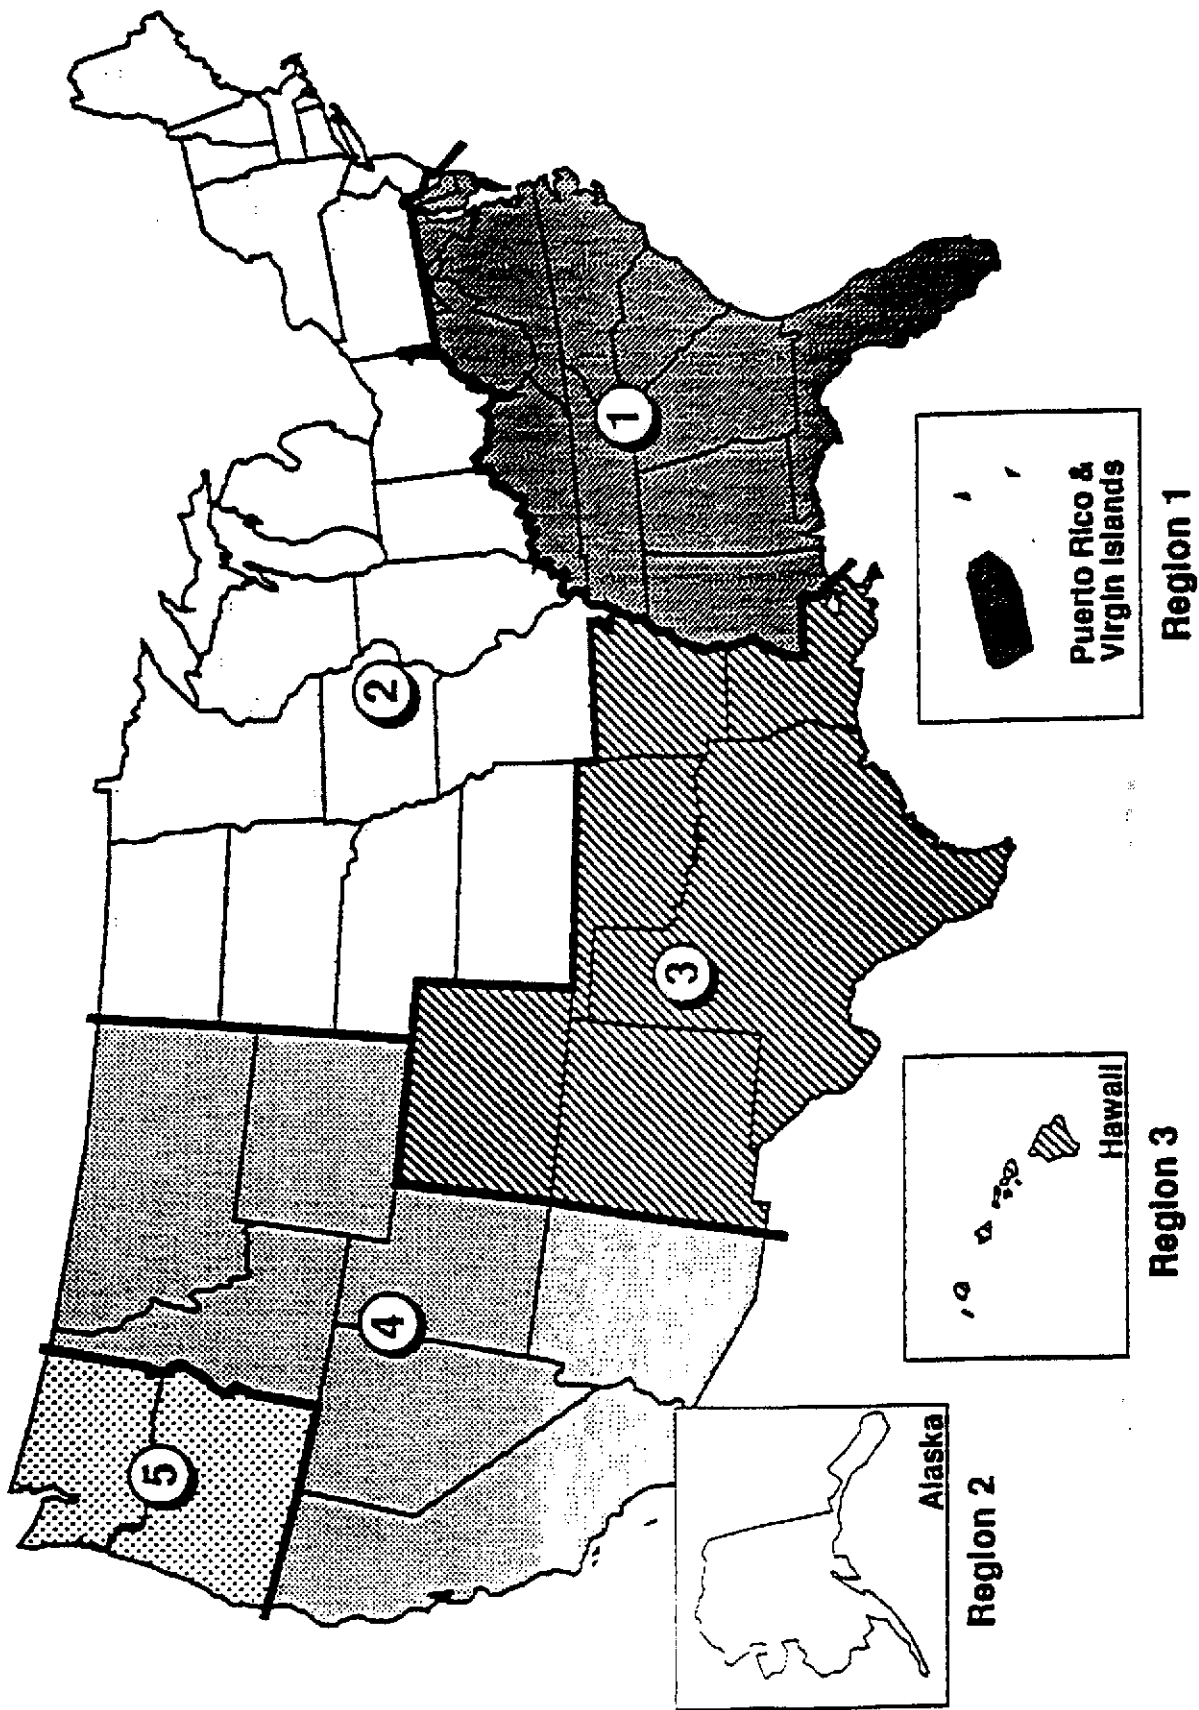 5
4
3
2
1
Alaska
Region 2
Hawaii
Region 3
Puerto Rico &
Virgin Islands
Region 1